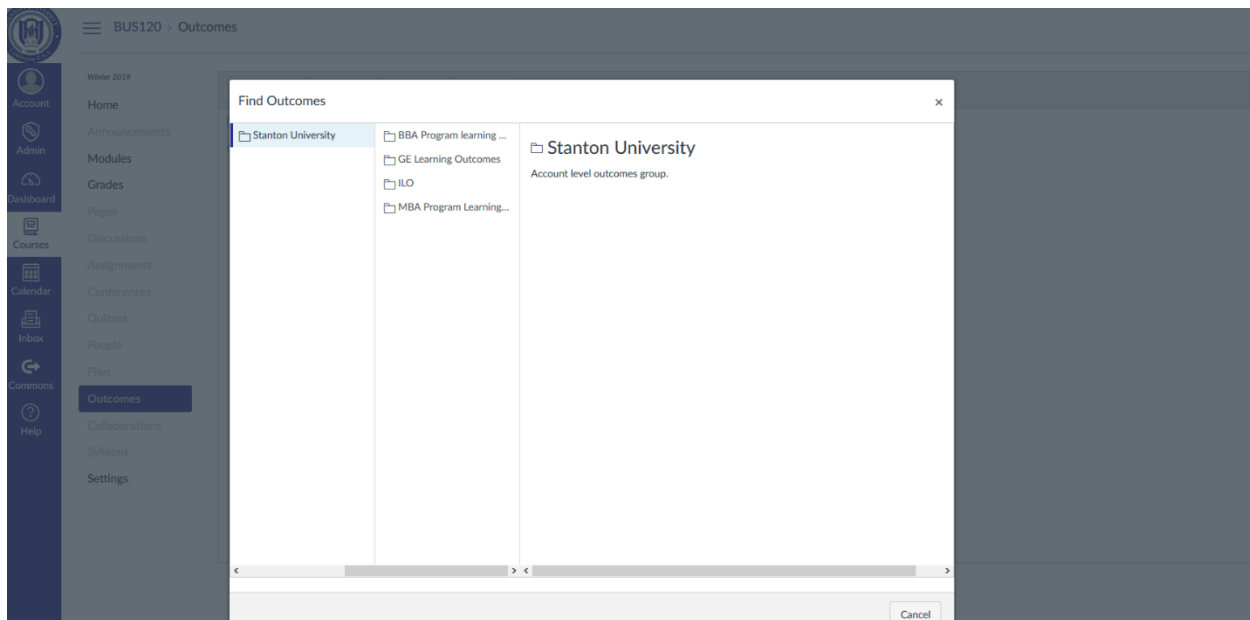 BUS120 > Outcomes
Account
Admin
Dashboard
Courses
Calendar
Inbox
Commons
Help
Winter 2019
Home
Announcements
Modules
Grades
Pages
Discussions
Assignments
Conferences
Quizzes
People
Files
Outcomes
Collaborations
Syllabus
Settings
Find Outcomes
×
Stanton University
BBA Program learning ...
GE Learning Outcomes
ILO
MBA Program Learning...
Stanton University
Account level outcomes group.
Cancel